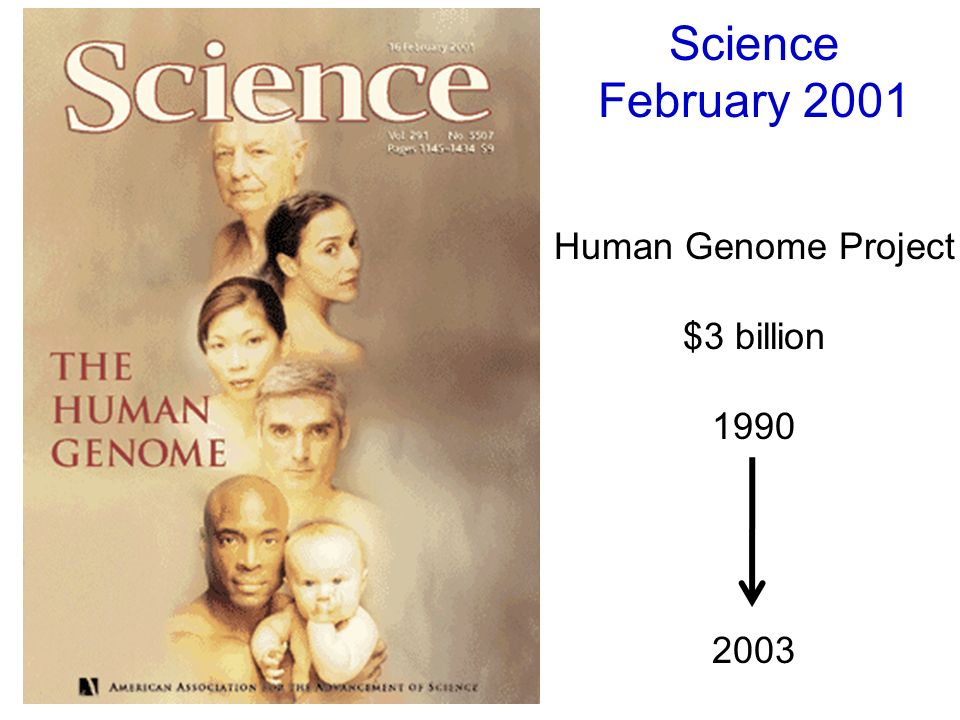 16 February 2001
Science
Vol. 291 No. 5507
Pages 1145–1434 $9
THE
HUMAN
GENOME
AMERICAN ASSOCIATION FOR THE ADVANCEMENT OF SCIENCE
Science
February 2001
Human Genome Project
$3 billion
1990
2003